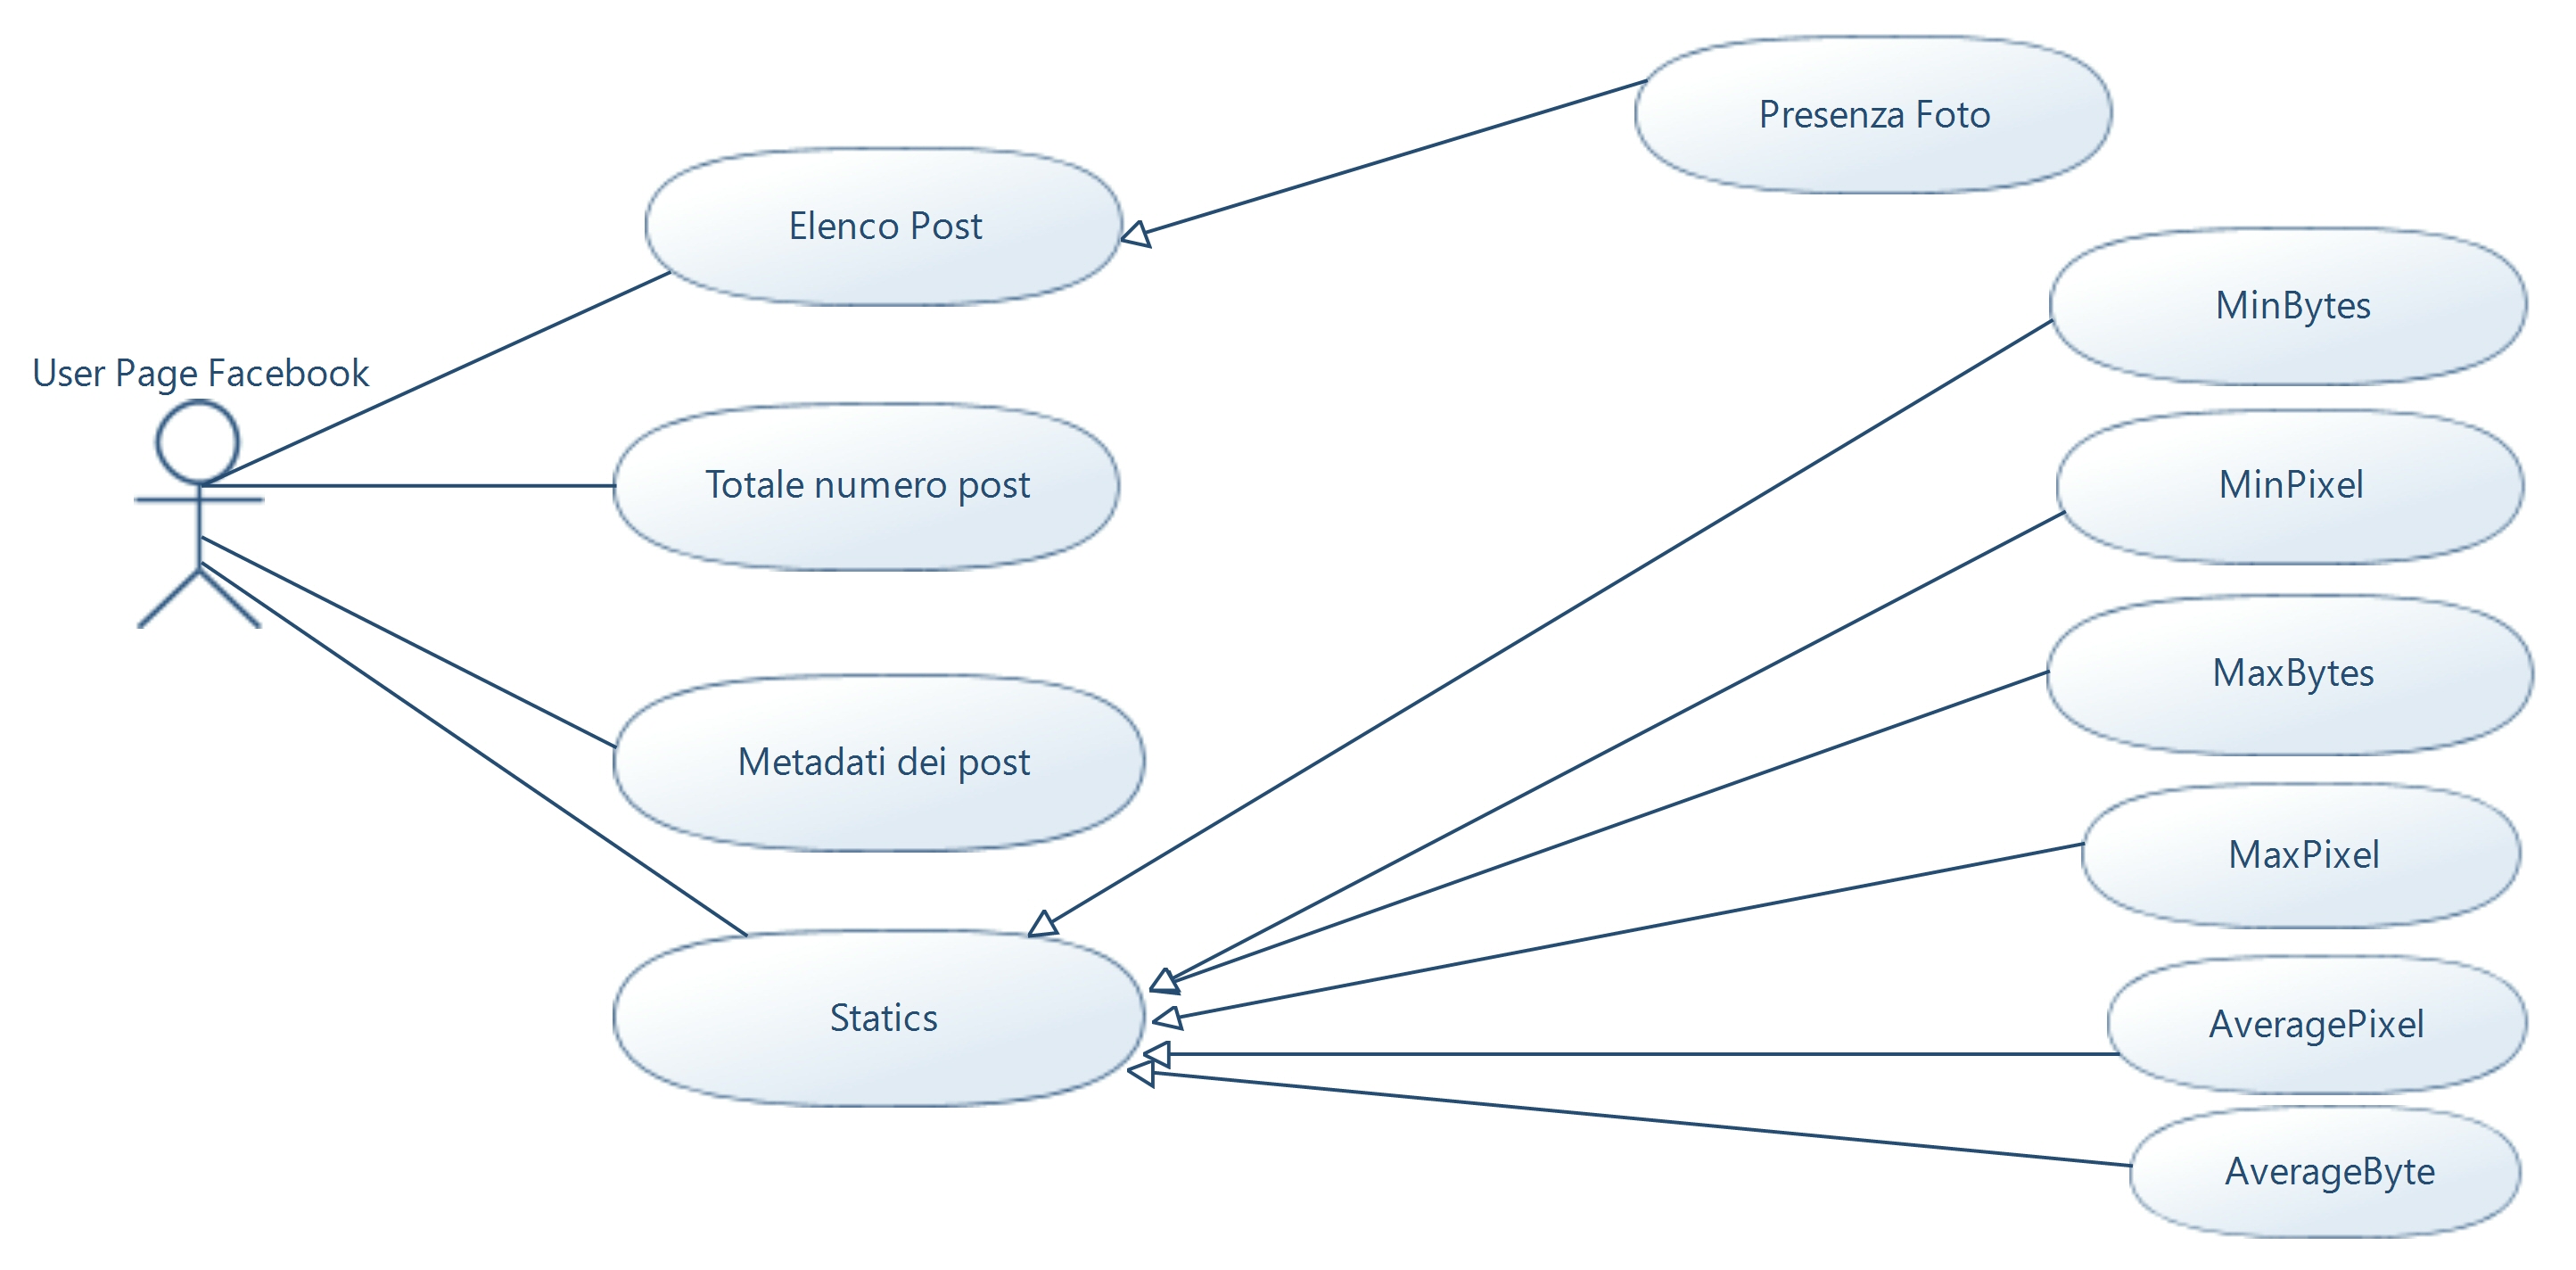 Presenza Foto
Elenco Post
MinBytes
User Page Facebook
Totale numero post
MinPixel
MaxBytes
Metadati dei post
MaxPixel
Statics
AveragePixel
AverageByte